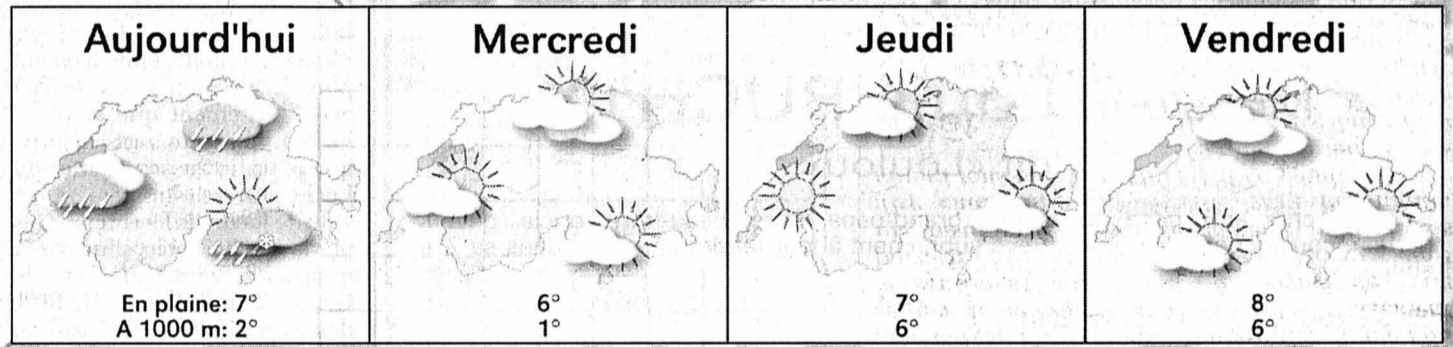 Aujourd'hui
En plaine: 7°
A 1000 m: 2°
Mercredi
6°
1°
Jeudi
7°
6°
Vendredi
8°
6°